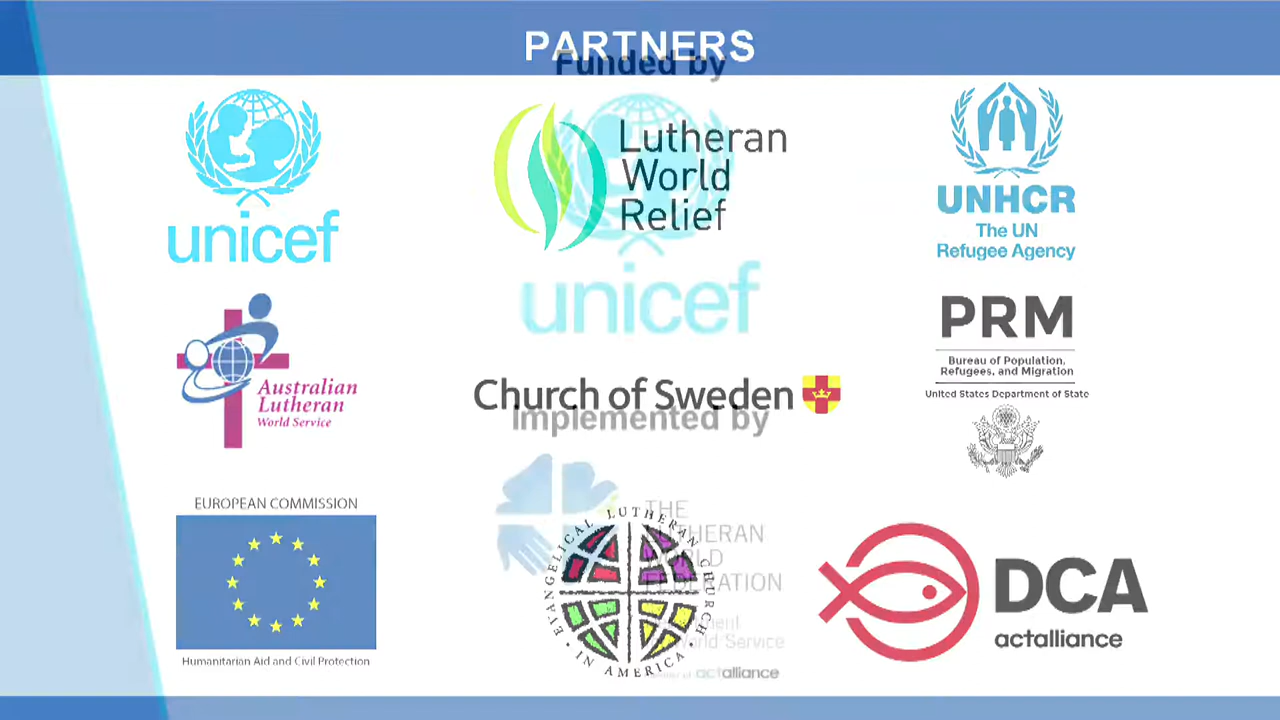 PARTNERS
Funded by
unicef
Lutheran
World
Relief
UNHCR
The UN
Refugee Agency
unicef
Australian
Lutheran
World Service
Church of Sweden
PRM
Bureau of Population,
Refugees, and Migration
United States Department of State
Implemented by
EUROPEAN COMMISSION
Humanitarian Aid and Civil Protection
THE
LUTHERAN
WORLD
FEDERATION
World Service
actalliance
EVANGELICAL LUTHERAN CHURCH
• IN AMERICA •
DCA
actalliance